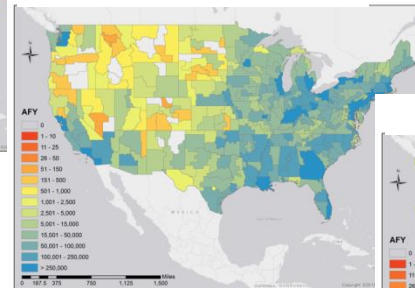 AFY
0
1 - 10
11 - 25
26 - 50
51 - 150
151 - 500
501 - 1,000
1,001 - 2,500
2,501 - 5,000
5,001 - 15,000
15,001 - 50,000
50,001 - 100,000
100,001 - 250,000
> 250,000
MEXICO
Miles
0 187.5 375 750 1,125 1,500
AFY
0